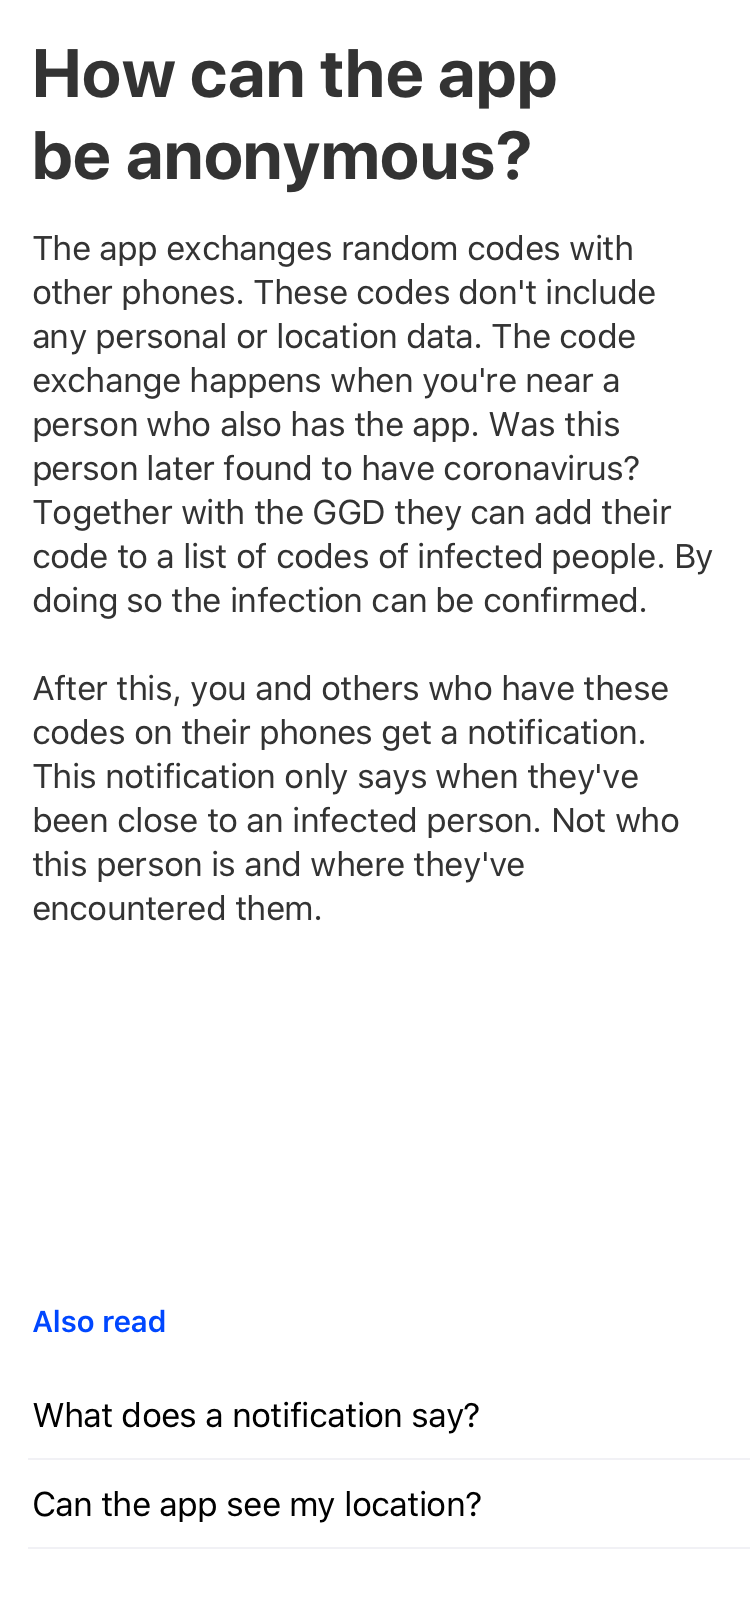 How can the app
be anonymous?
The app exchanges random codes with
other phones. These codes don't include
any personal or location data. The code
exchange happens when you're near a
person who also has the app. Was this
person later found to have coronavirus?
Together with the GGD they can add their
code to a list of codes of infected people. By
doing so the infection can be confirmed.
After this, you and others who have these
codes on their phones get a notification.
This notification only says when they've
been close to an infected person. Not who
this person is and where they've
encountered them.
Also read
What does a notification say?
Can the app see my location?